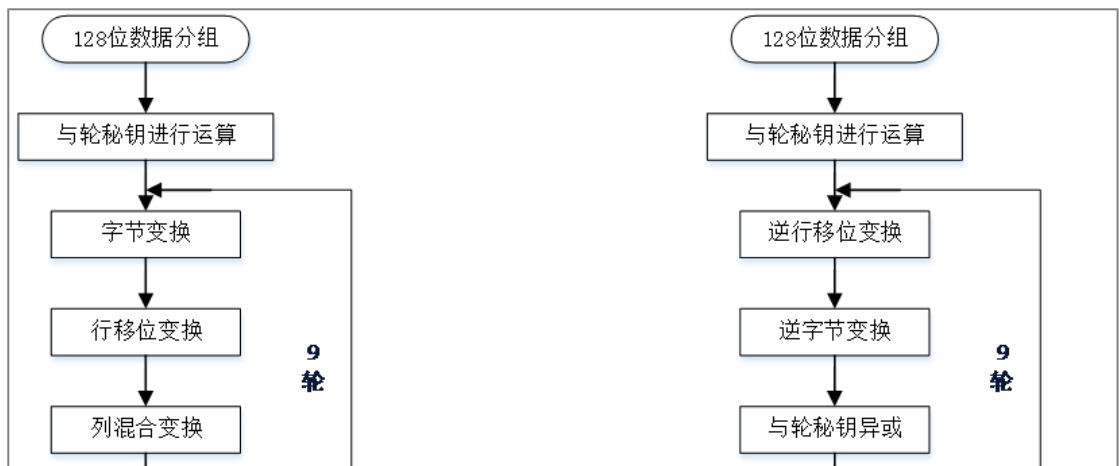 128位数据分组
与轮秘钥进行运算
字节变换
行移位变换
列混合变换
9
轮
128位数据分组
与轮秘钥进行运算
逆行移位变换
逆字节变换
与轮秘钥异或
9
轮